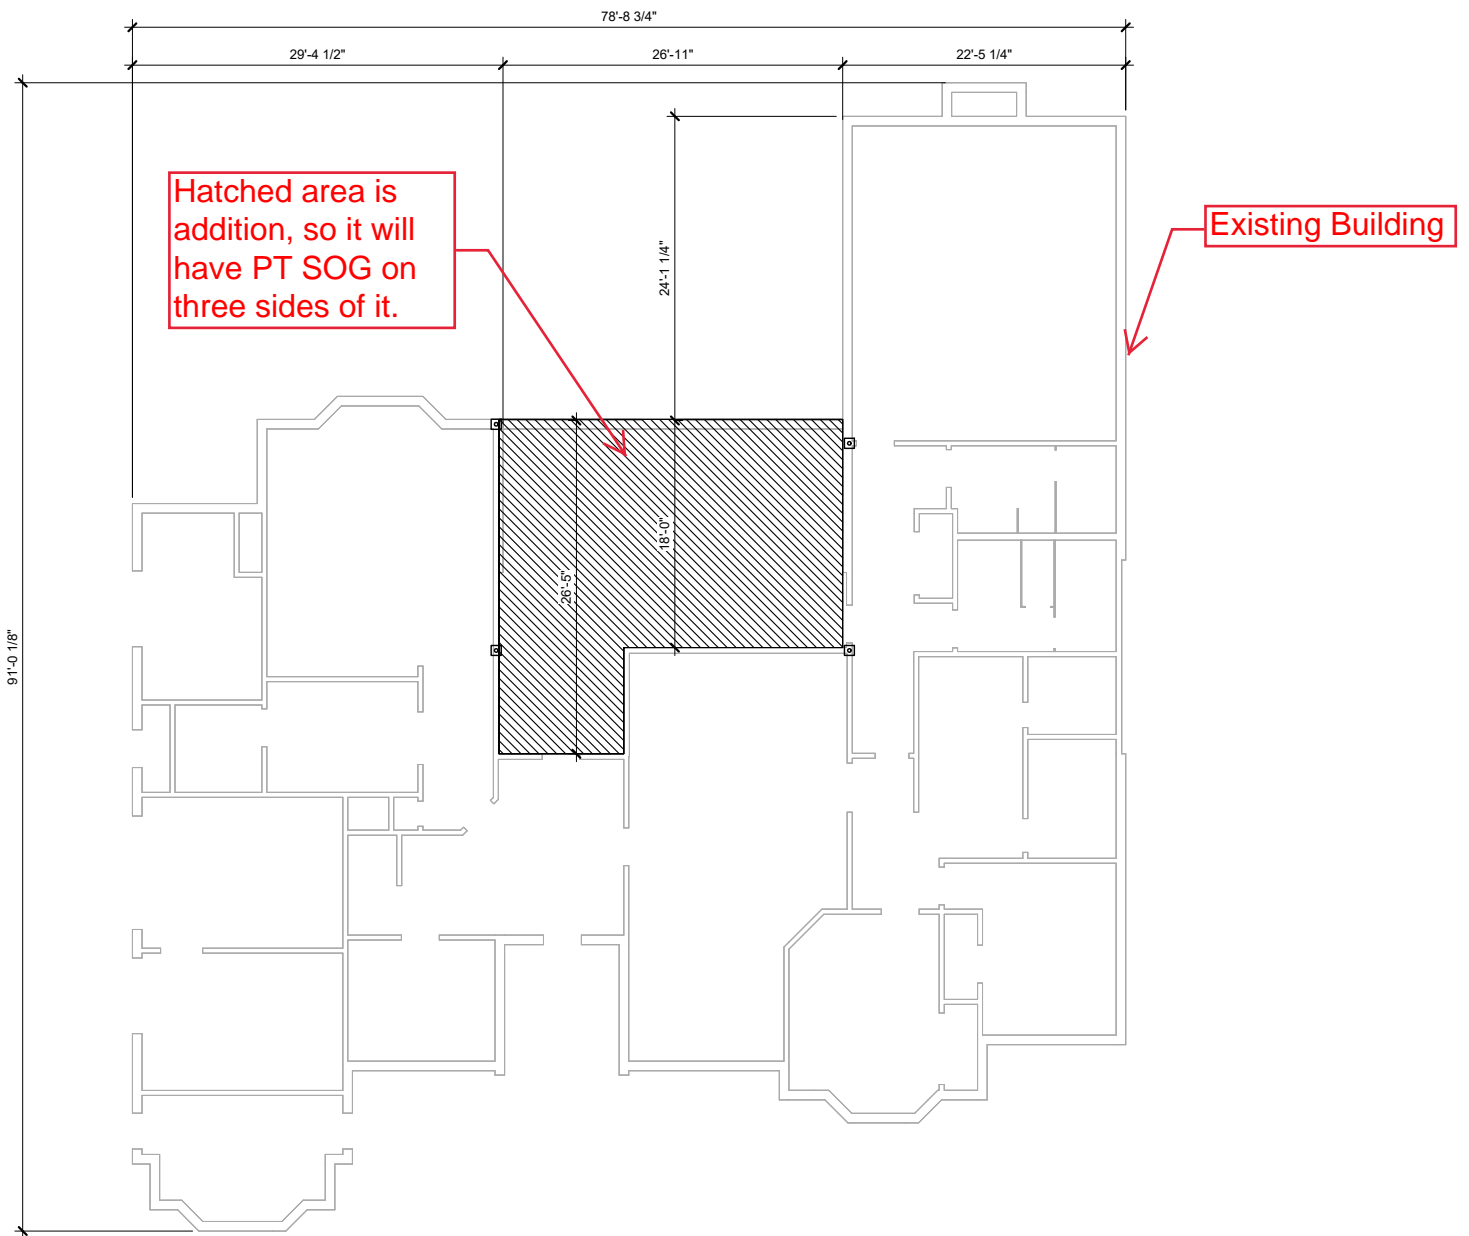 78'-8 3/4"
29'-4 1/2"
26'-11"
22'-5 1/4"
Hatched area is
addition, so it will
have PT SOG on
three sides of it.
Existing Building
24'-1 1/4"
18'-0"
26'-5"
91'-0 1/8"